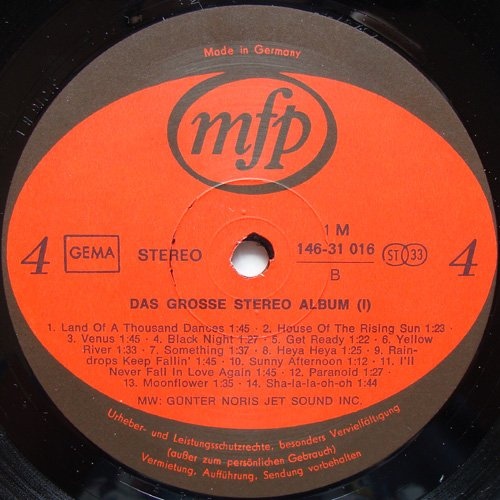 Made in Germany
mfp
4 GEMA STEREO 1 M 146-31 016 B ST 33 4
DAS GROSSE STEREO ALBUM (I)
1. Land Of A Thousand Dances 1:45 · 2. House Of The Rising Sun 1:23 ·
3. Venus 1:45 · 4. Black Night 1:27 · 5. Get Ready 1:22 · 6. Yellow
River 1:33 · 7. Something 1:37 · 8. Heya Heya 1:25 · 9. Rain-
drops Keep Fallin' 1:45 · 10. Sunny Afternoon 1:12 · 11. I'll
Never Fall In Love Again 1:45 · 12. Paranoid 1:27 ·
13. Moonflower 1:35 · 14. Sha-la-la-oh-oh 1:44
MW: GÜNTER NORIS JET SOUND INC.
Urheber- und Leistungsschutzrechte, besonders Vervielfältigung
(außer zum persönlichen Gebrauch)
Vermietung, Aufführung, Sendung vorbehalten